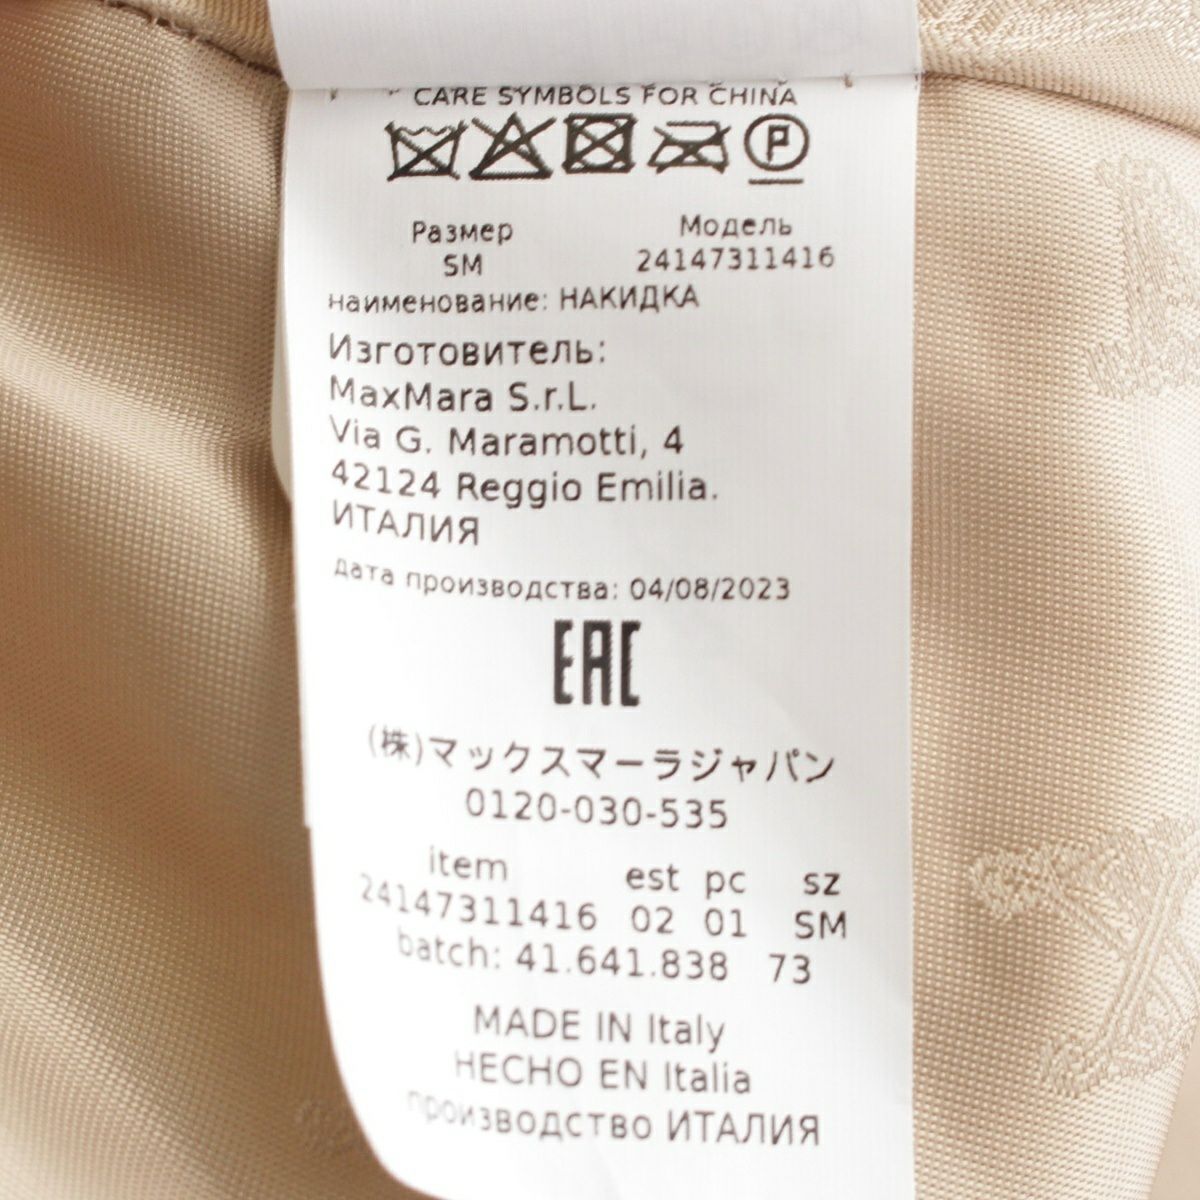 CARE SYMBOLS FOR CHINA
P
Размер Модель
SM 24147311416
наименование: НАКИДКА
Изготовитель:
MaxMara S.r.L.
Via G. Maramotti, 4
42124 Reggio Emilia.
ИТАЛИЯ
дата производства: 04/08/2023
EAC
(株)マックスマーラジャパン
0120-030-535
item est pc sz
24147311416 02 01 SM
batch: 41.641.838 73
MADE IN Italy
HECHO EN Italia
производство ИТАЛИЯ